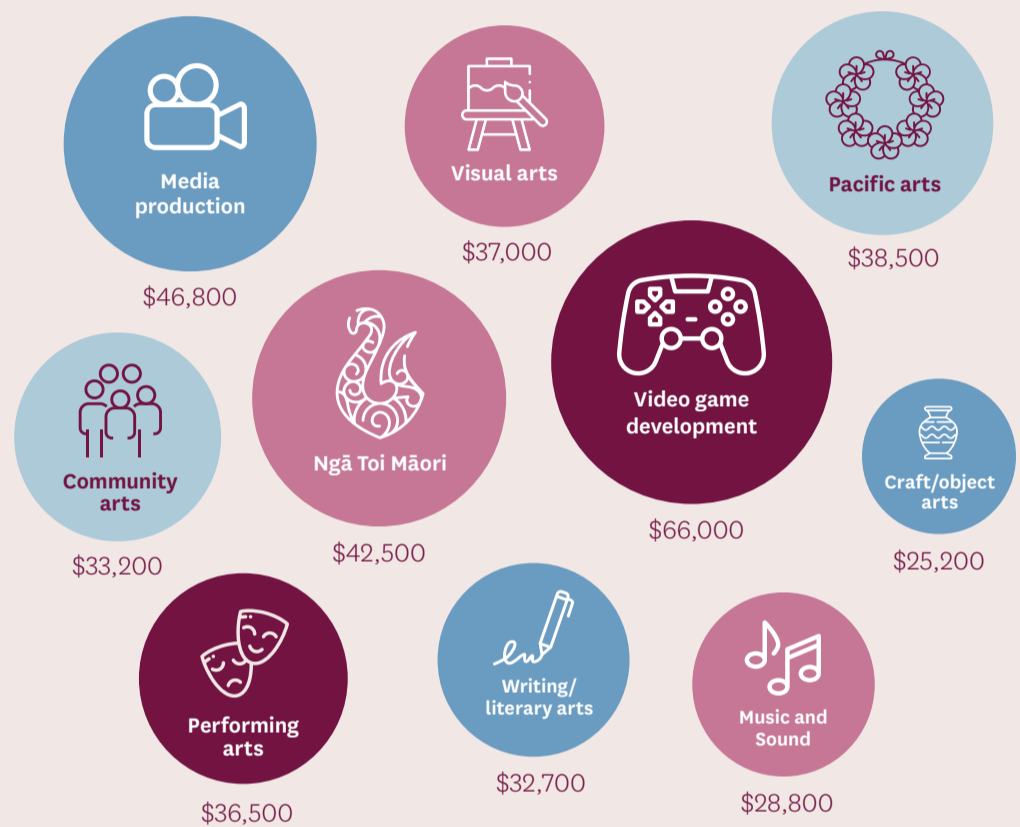 Media
production
$46,800
Visual arts
$37,000
Pacific arts
$38,500
Community
arts
$33,200
Ngā Toi Māori
$42,500
Video game
development
$66,000
Craft/object
arts
$25,200
Performing
arts
$36,500
Writing/
literary arts
$32,700
Music and
Sound
$28,800